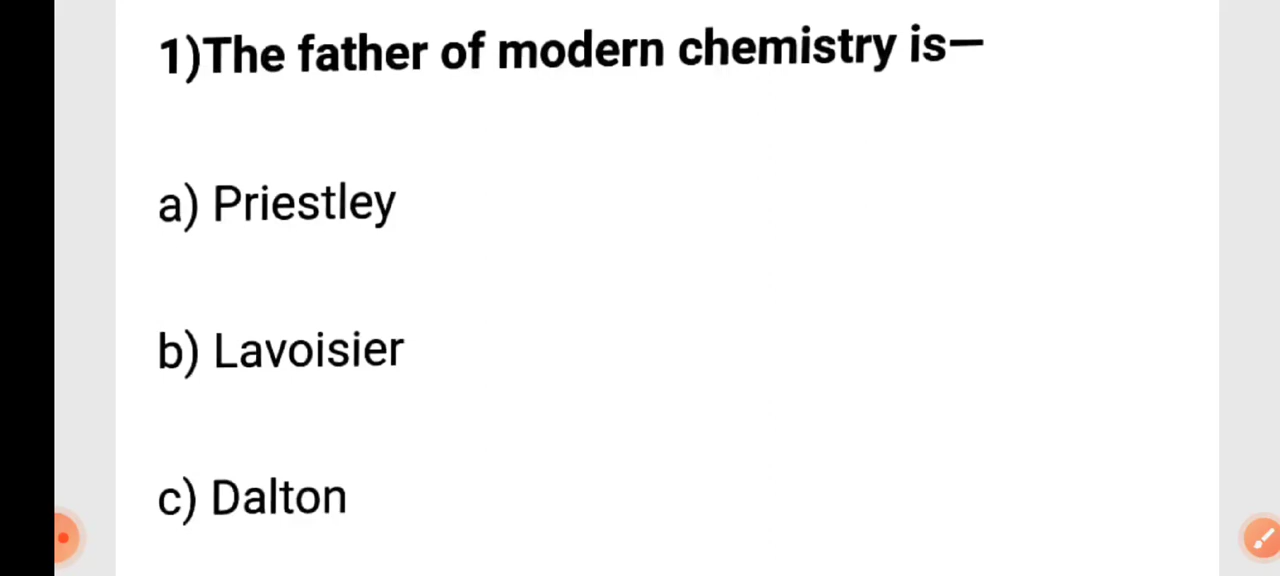 1)The father of modern chemistry is—
a) Priestley
b) Lavoisier
c) Dalton